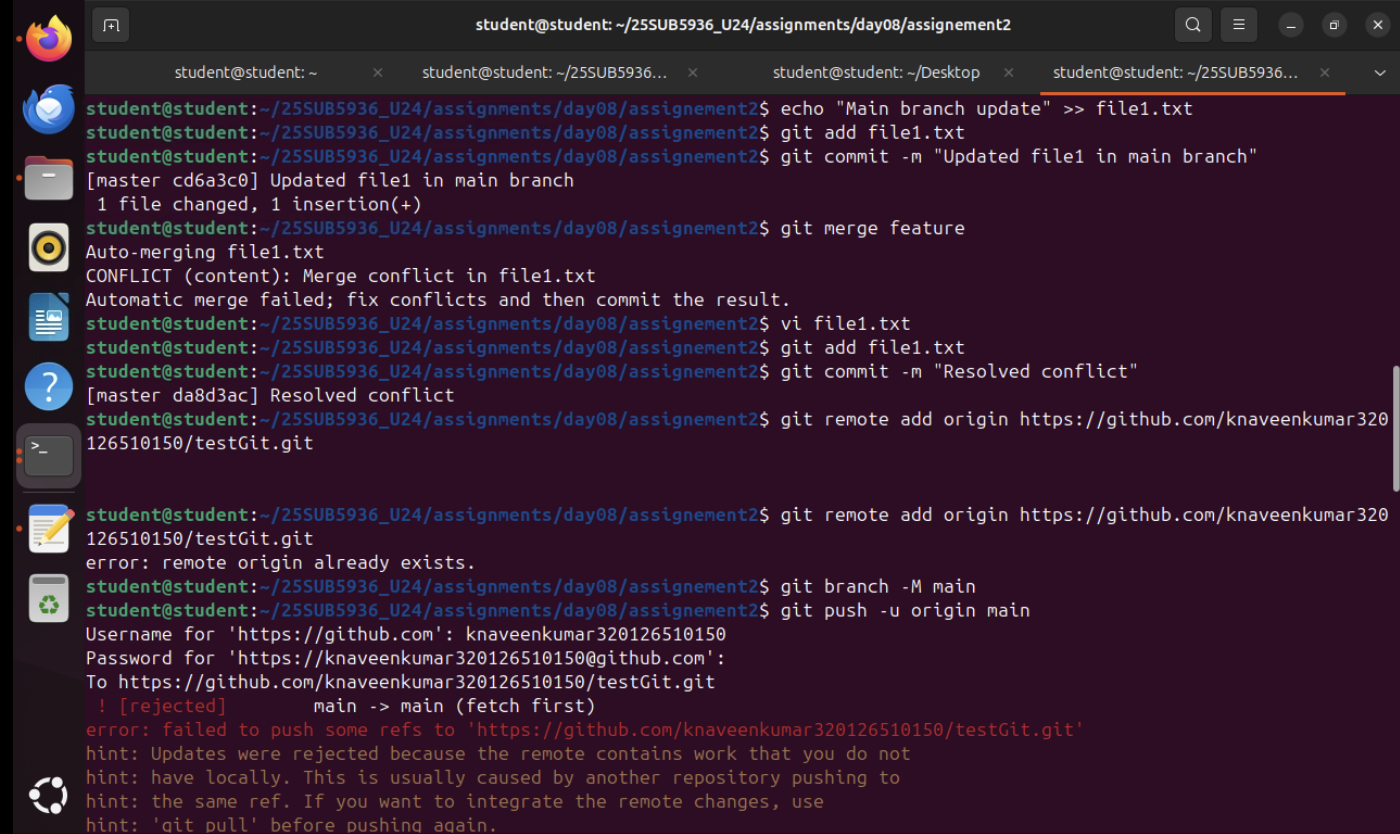 student@student: ~/25SUB5936_U24/assignments/day08/assignement2
student@student: ~
student@student: ~/25SUB5936...
student@student: ~/Desktop
student@student: ~/25SUB5936...
student@student:~/25SUB5936_U24/assignments/day08/assignement2$ echo "Main branch update" >> file1.txt
student@student:~/25SUB5936_U24/assignments/day08/assignement2$ git add file1.txt
student@student:~/25SUB5936_U24/assignments/day08/assignement2$ git commit -m "Updated file1 in main branch"
[master cd6a3c0] Updated file1 in main branch
 1 file changed, 1 insertion(+)
student@student:~/25SUB5936_U24/assignments/day08/assignement2$ git merge feature
Auto-merging file1.txt
CONFLICT (content): Merge conflict in file1.txt
Automatic merge failed; fix conflicts and then commit the result.
student@student:~/25SUB5936_U24/assignments/day08/assignement2$ vi file1.txt
student@student:~/25SUB5936_U24/assignments/day08/assignement2$ git add file1.txt
student@student:~/25SUB5936_U24/assignments/day08/assignement2$ git commit -m "Resolved conflict"
[master da8d3ac] Resolved conflict
student@student:~/25SUB5936_U24/assignments/day08/assignement2$ git remote add origin https://github.com/knaveenkumar320
126510150/testGit.git
student@student:~/25SUB5936_U24/assignments/day08/assignement2$ git remote add origin https://github.com/knaveenkumar320
126510150/testGit.git
error: remote origin already exists.
student@student:~/25SUB5936_U24/assignments/day08/assignement2$ git branch -M main
student@student:~/25SUB5936_U24/assignments/day08/assignement2$ git push -u origin main
Username for 'https://github.com': knaveenkumar320126510150
Password for 'https://knaveenkumar320126510150@github.com':
To https://github.com/knaveenkumar320126510150/testGit.git
 ! [rejected]        main -> main (fetch first)
error: failed to push some refs to 'https://github.com/knaveenkumar320126510150/testGit.git'
hint: Updates were rejected because the remote contains work that you do not
hint: have locally. This is usually caused by another repository pushing to
hint: the same ref. If you want to integrate the remote changes, use
hint: 'git pull' before pushing again.